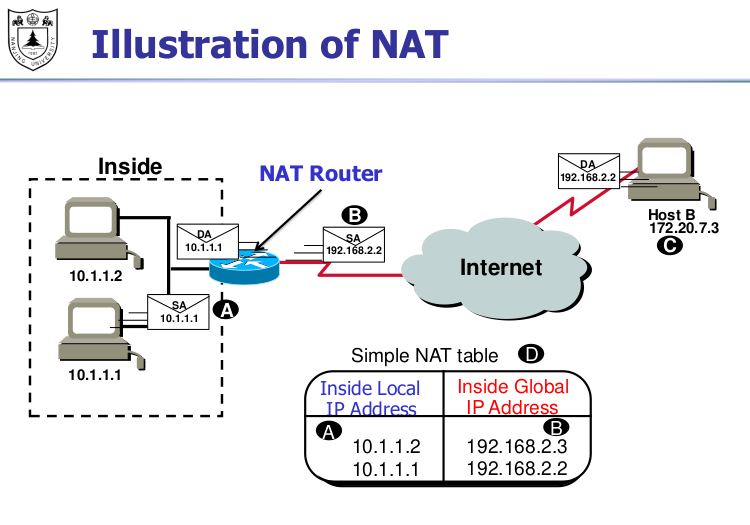 Illustration of NAT
NANJING UNIVERSITY
Inside
NAT Router
DA
192.168.2.2
Host B
172.20.7.3
C
B
DA
10.1.1.1
SA
192.168.2.2
Internet
10.1.1.2
SA
10.1.1.1
A
10.1.1.1
Simple NAT table D
Inside Local
IP Address
Inside Global
IP Address
A
B
10.1.1.2 192.168.2.3
10.1.1.1 192.168.2.2